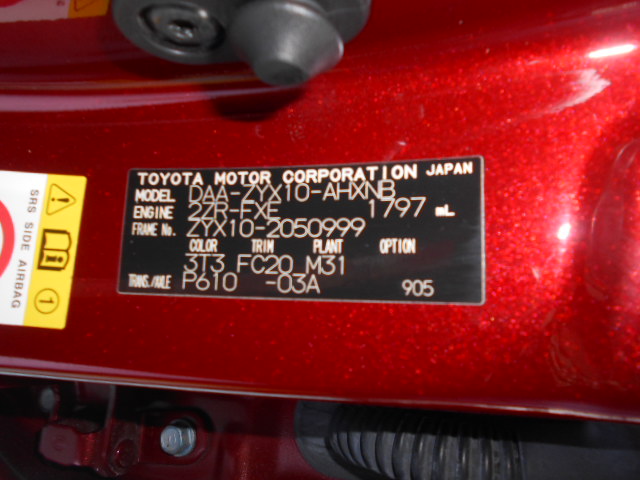 TOYOTA MOTOR CORPORATION JAPAN
MODEL DAA-ZYX10-AHXNB
ENGINE 2ZR-FXE 1797 mL
FRAME No. ZYX10-2050999
COLOR TRIM PLANT OPTION
3T3 FC20 M31
TRANS./AXLE P610 -03A 905
SRS SIDE AIRBAG
1